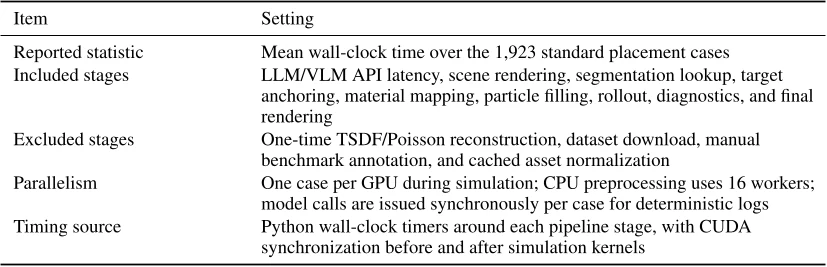 Item Setting
Reported statistic Mean wall-clock time over the 1,923 standard placement cases
Included stages LLM/VLM API latency, scene rendering, segmentation lookup, target
anchoring, material mapping, particle filling, rollout, diagnostics, and final
rendering
Excluded stages One-time TSDF/Poisson reconstruction, dataset download, manual
benchmark annotation, and cached asset normalization
Parallelism One case per GPU during simulation; CPU preprocessing uses 16 workers;
model calls are issued synchronously per case for deterministic logs
Timing source Python wall-clock timers around each pipeline stage, with CUDA
synchronization before and after simulation kernels